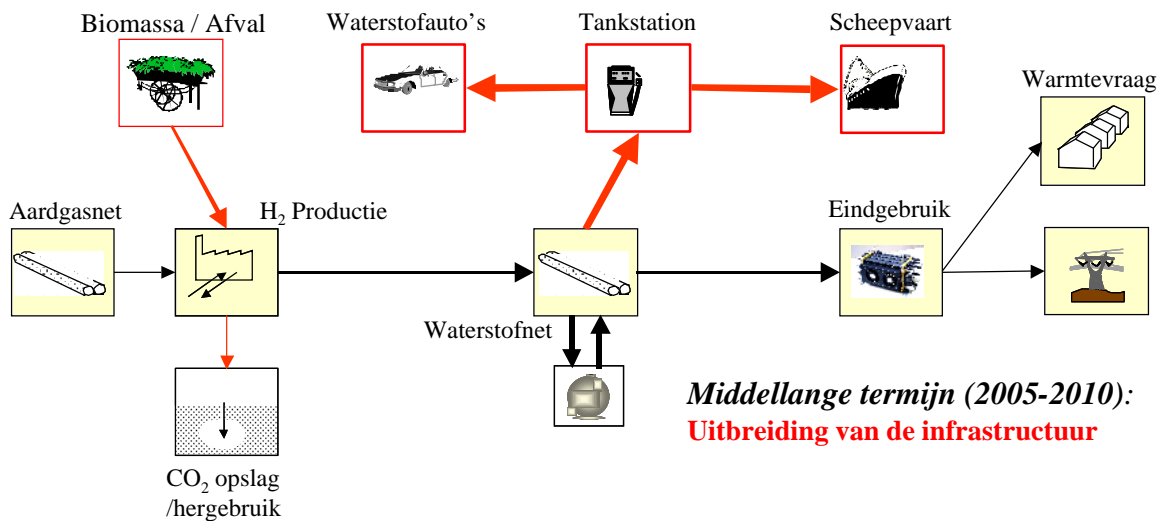 Biomassa / Afval
Waterstofauto's
Tankstation
Scheepvaart
Warmtevraag
Aardgasnet
H₂ Productie
Eindgebruik
Waterstofnet
Middellange termijn (2005-2010):
Uitbreiding van de infrastructuur
CO₂ opslag
/hergebruik